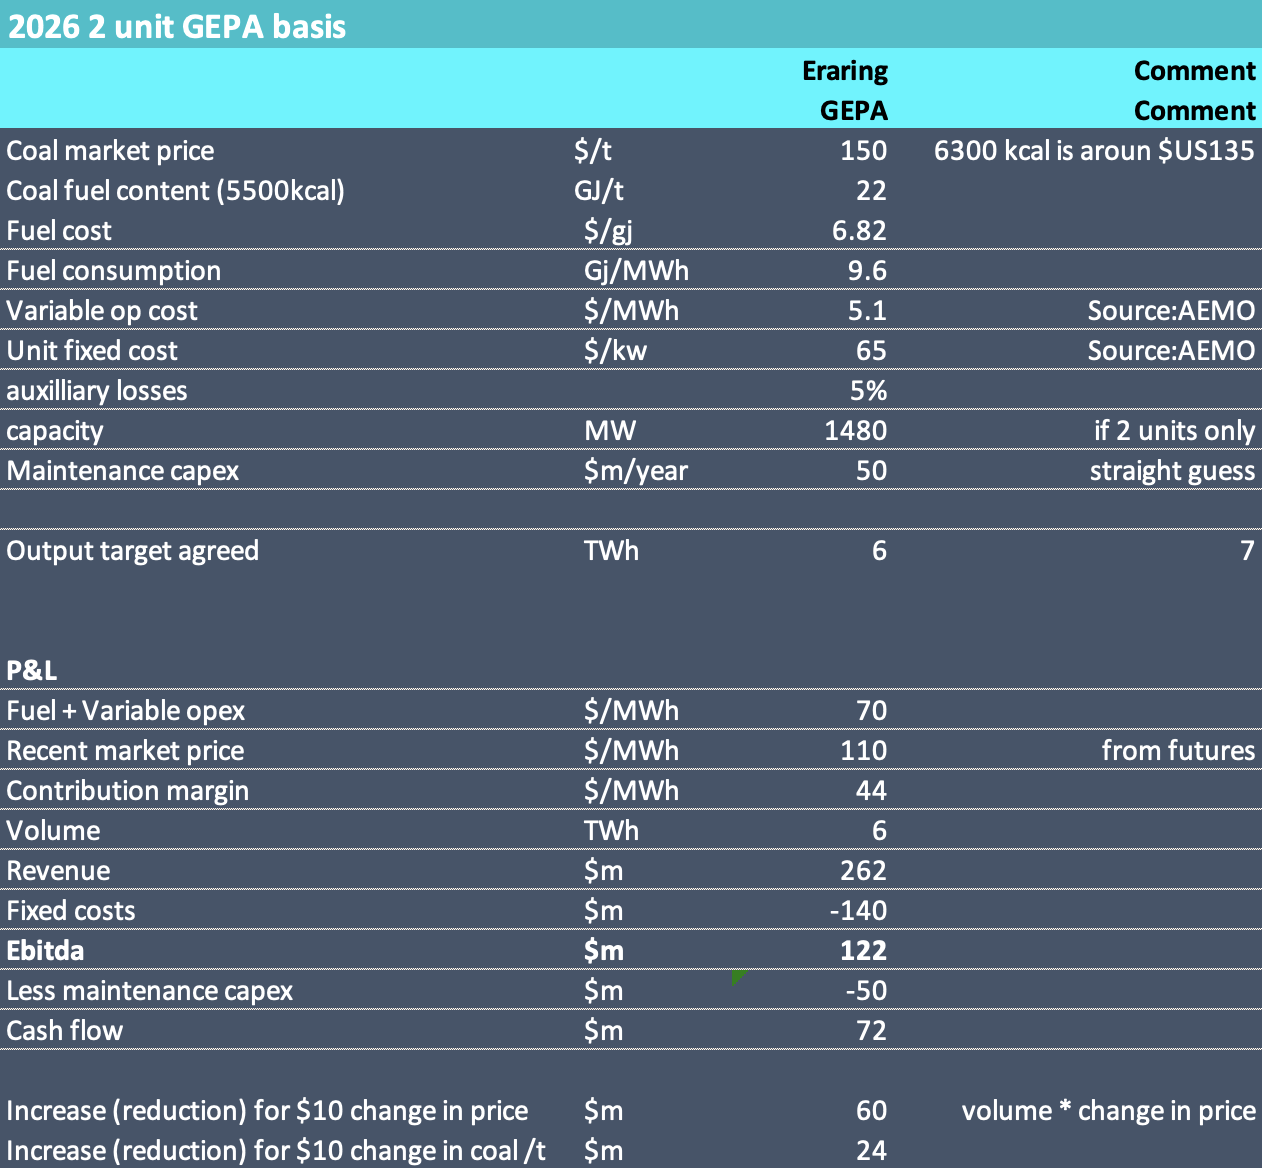 2026 2 unit GEPA basis
Eraring Comment
GEPA Comment
Coal market price $/t 150 6300 kcal is aroun $US135
Coal fuel content (5500kcal) GJ/t 22
Fuel cost $/gj 6.82
Fuel consumption Gj/MWh 9.6
Variable op cost $/MWh 5.1 Source:AEMO
Unit fixed cost $/kw 65 Source:AEMO
auxilliary losses 5%
capacity MW 1480 if 2 units only
Maintenance capex $m/year 50 straight guess
Output target agreed TWh 6 7
P&L
Fuel + Variable opex $/MWh 70
Recent market price $/MWh 110 from futures
Contribution margin $/MWh 44
Volume TWh 6
Revenue $m 262
Fixed costs $m -140
Ebitda $m 122
Less maintenance capex $m -50
Cash flow $m 72
Increase (reduction) for $10 change in price $m 60 volume * change in price
Increase (reduction) for $10 change in coal /t $m 24